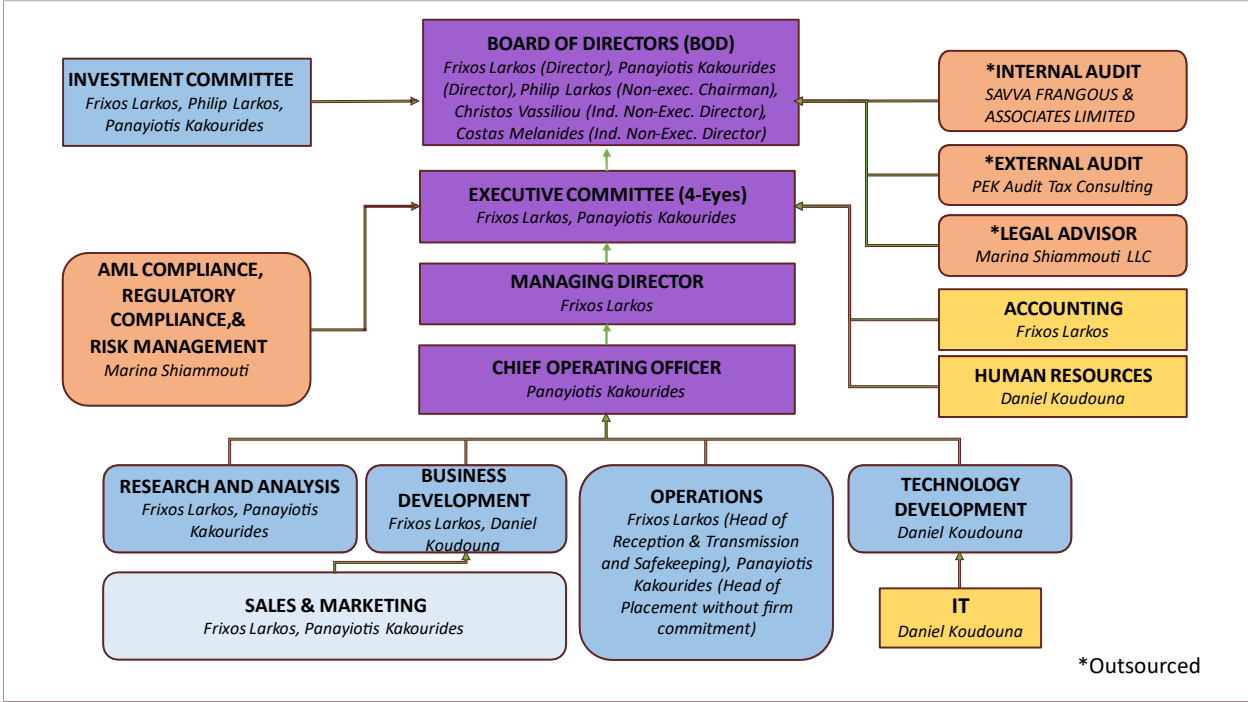 BOARD OF DIRECTORS (BOD)
Frixos Larkos (Director), Panayiotis Kakourides
(Director), Philip Larkos (Non-exec. Chairman),
Christos Vassiliou (Ind. Non-Exec. Director),
Costas Melanides (Ind. Non-Exec. Director)
INVESTMENT COMMITTEE
Frixos Larkos, Philip Larkos,
Panayiotis Kakourides
*INTERNAL AUDIT
SAVVA FRANGOUS &
ASSOCIATES LIMITED
*EXTERNAL AUDIT
PEK Audit Tax Consulting
*LEGAL ADVISOR
Marina Shiammouti LLC
EXECUTIVE COMMITTEE (4-Eyes)
Frixos Larkos, Panayiotis Kakourides
AML COMPLIANCE,
REGULATORY
COMPLIANCE,&
RISK MANAGEMENT
Marina Shiammouti
MANAGING DIRECTOR
Frixos Larkos
ACCOUNTING
Frixos Larkos
CHIEF OPERATING OFFICER
Panayiotis Kakourides
HUMAN RESOURCES
Daniel Koudouna
RESEARCH AND ANALYSIS
Frixos Larkos, Panayiotis
Kakourides
BUSINESS
DEVELOPMENT
Frixos Larkos, Daniel
Koudouna
OPERATIONS
Frixos Larkos (Head of
Reception & Transmission
and Safekeeping), Panayiotis
Kakourides (Head of
Placement without firm
commitment)
TECHNOLOGY
DEVELOPMENT
Daniel Koudouna
SALES & MARKETING
Frixos Larkos, Panayiotis Kakourides
IT
Daniel Koudouna
*Outsourced